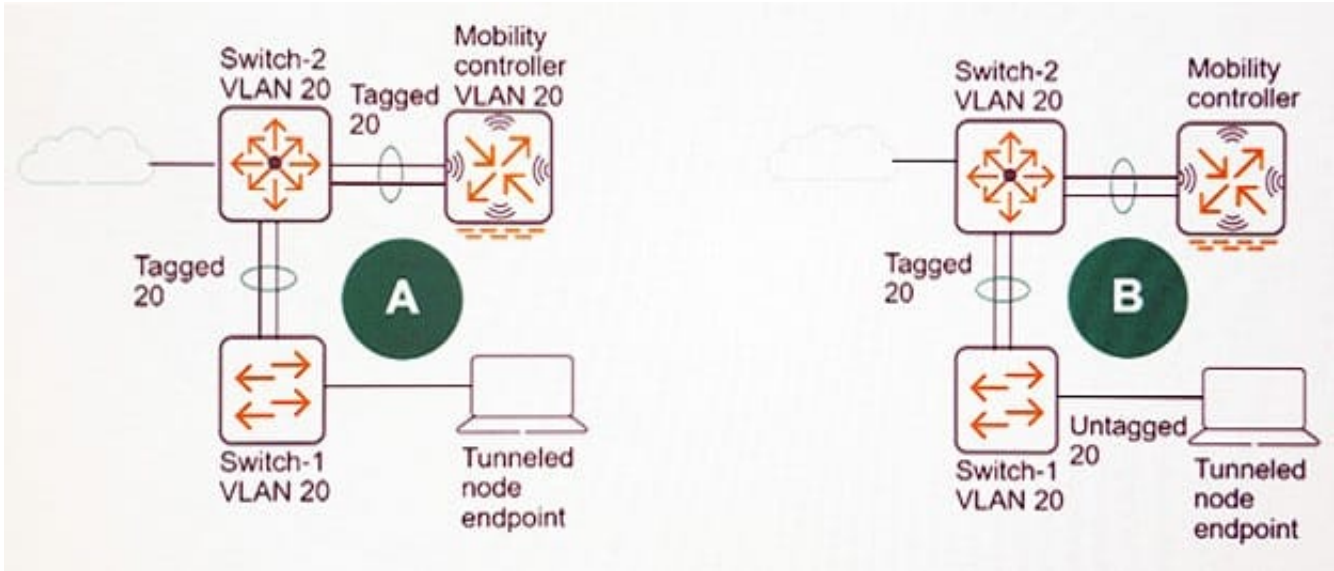 Switch-2
VLAN 20
Mobility
controller
VLAN 20
Tagged
20
Tagged
20
A
Switch-1
VLAN 20
Tunneled
node
endpoint
Switch-2
VLAN 20
Mobility
controller
Tagged
20
B
Untagged
20
Switch-1
VLAN 20
Tunneled
node
endpoint